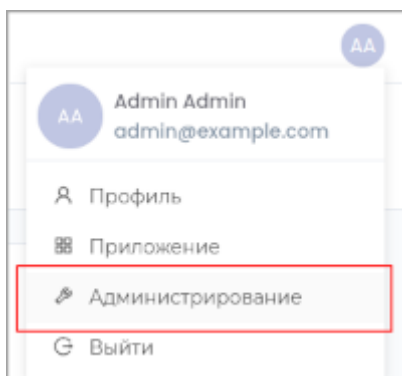 AA
AA
Admin Admin
admin@example.com
Профиль
Приложение
Администрирование
Выйти